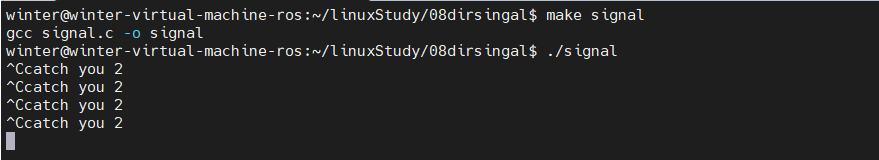 winter@winter-virtual-machine-ros:~/linuxStudy/08dirsingal$ make signal
gcc signal.c -o signal
winter@winter-virtual-machine-ros:~/linuxStudy/08dirsingal$ ./signal
^Ccatch you 2
^Ccatch you 2
^Ccatch you 2
^Ccatch you 2